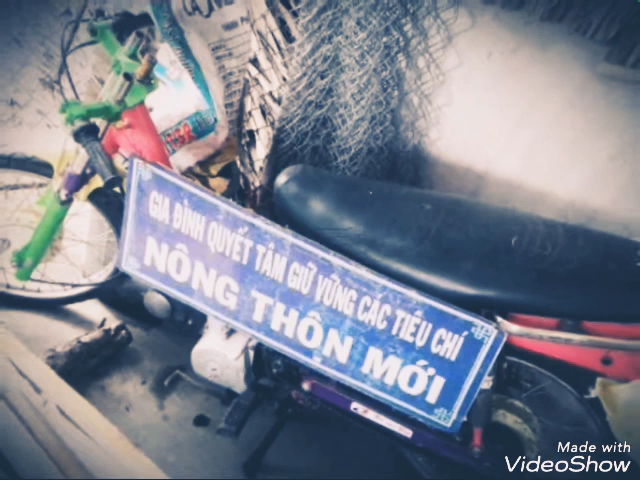 GIA ĐÌNH QUYẾT TÂM GIỮ VỮNG CÁC TIÊU CHÍ
NÔNG THÔN MỚI
Made with
VideoShow